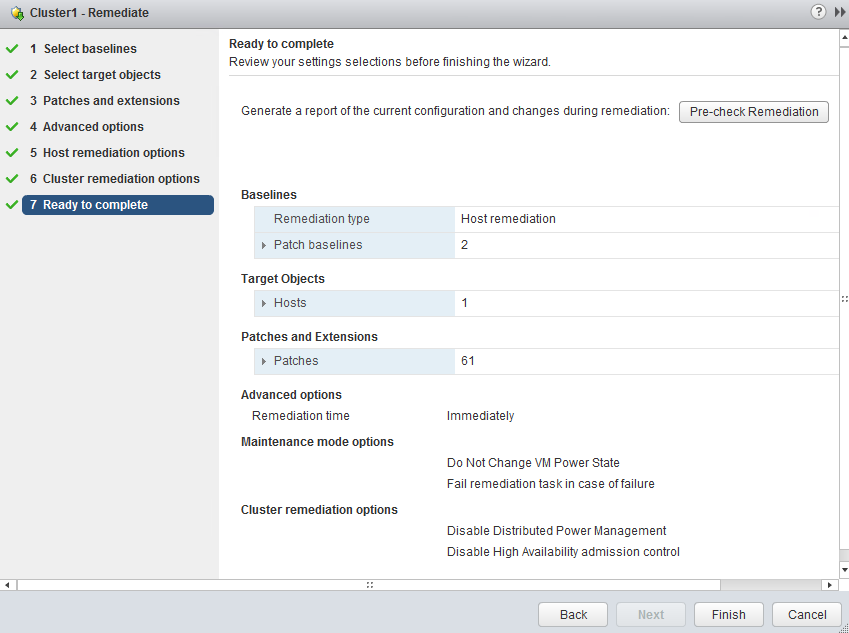 Cluster1 - Remediate
?
1 Select baselines
2 Select target objects
3 Patches and extensions
4 Advanced options
5 Host remediation options
6 Cluster remediation options
7 Ready to complete
Ready to complete
Review your settings selections before finishing the wizard.
Generate a report of the current configuration and changes during remediation: Pre-check Remediation
Baselines
Remediation type Host remediation
Patch baselines 2
Target Objects
Hosts 1
Patches and Extensions
Patches 61
Advanced options
Remediation time Immediately
Maintenance mode options
Do Not Change VM Power State
Fail remediation task in case of failure
Cluster remediation options
Disable Distributed Power Management
Disable High Availability admission control
Back Next Finish Cancel